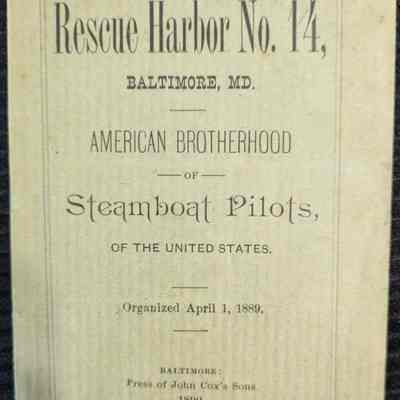 Rescue Harbor No. 14,
BALTIMORE, MD.
AMERICAN BROTHERHOOD
OF
Steamboat Pilots,
OF THE UNITED STATES.
Organized April 1, 1889.
BALTIMORE:
Press of John Cox's Sons